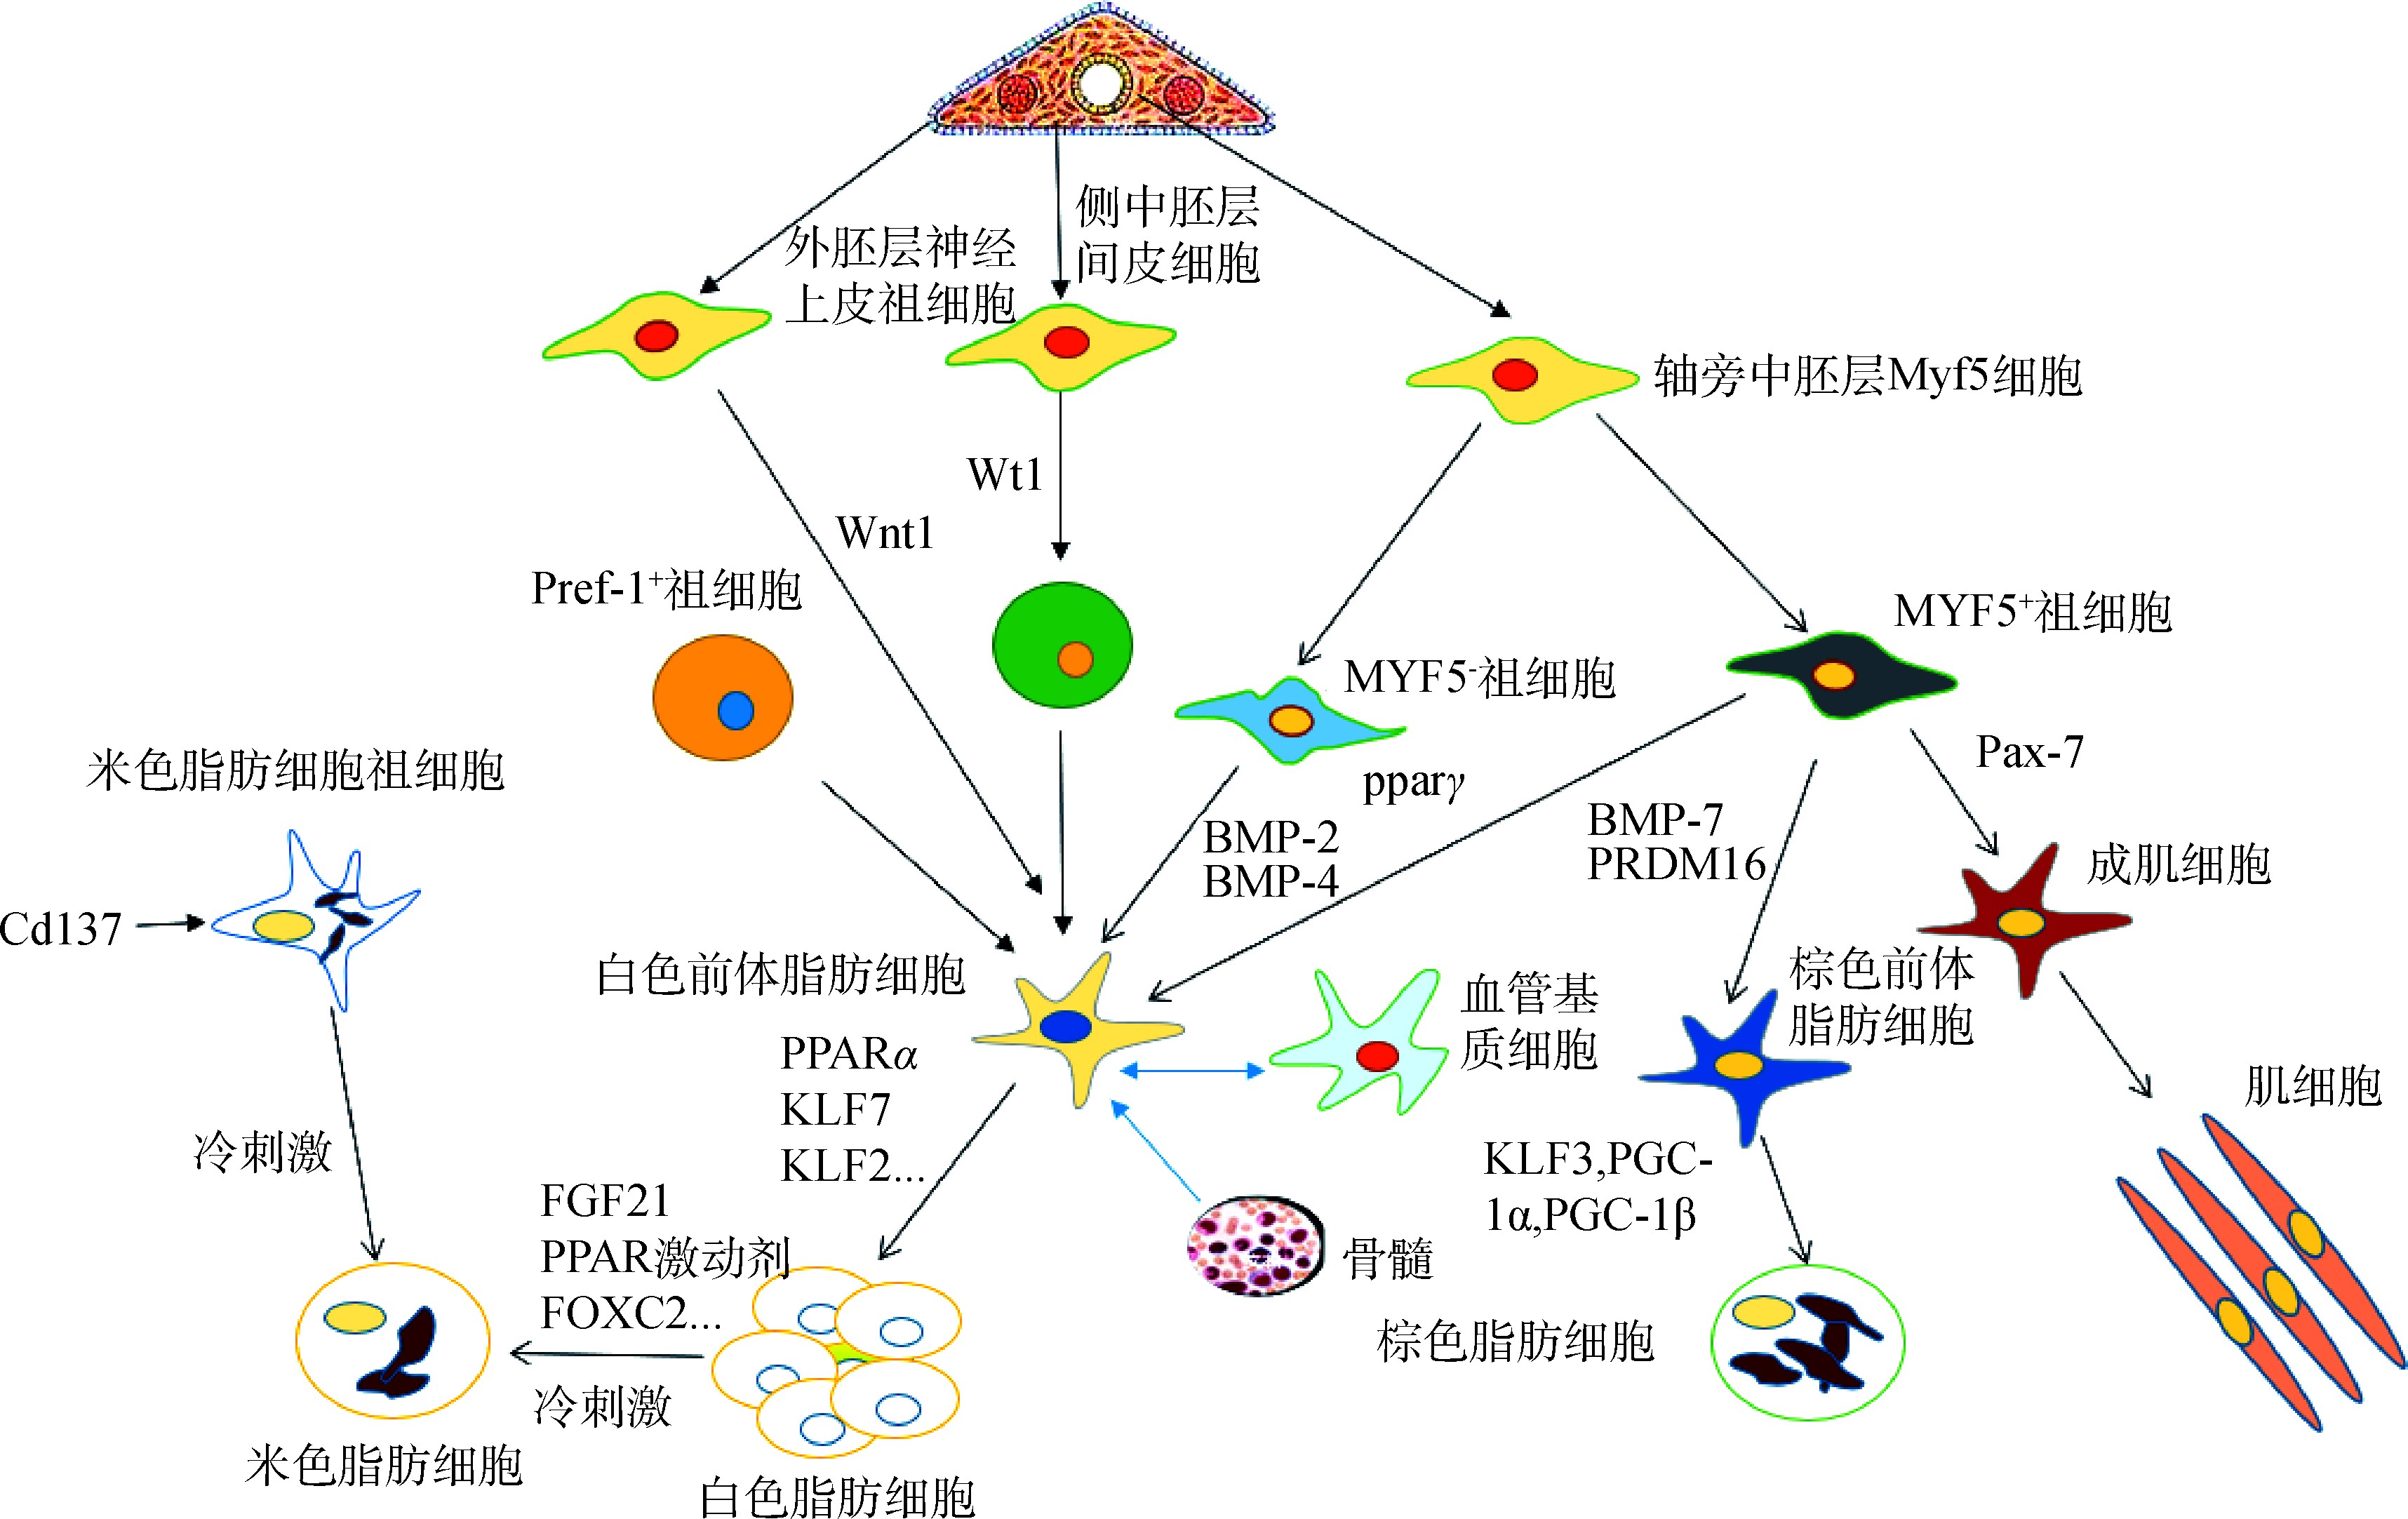 侧中胚层
间皮细胞
外胚层神经
上皮祖细胞
轴旁中胚层Myf5细胞
Wt1
Wnt1
Pref-1⁺祖细胞
MYF5⁺祖细胞
MYF5⁻祖细胞
米色脂肪细胞祖细胞
pparγ
Pax-7
BMP-2
BMP-4
BMP-7
PRDM16
成肌细胞
Cd137
白色前体脂肪细胞
血管基
质细胞
棕色前体
脂肪细胞
PPARα
KLF7
KLF2...
肌细胞
冷刺激
KLF3,PGC-
1α,PGC-1β
FGF21
PPAR激动剂
FOXC2...
骨髓
棕色脂肪细胞
冷刺激
米色脂肪细胞
白色脂肪细胞